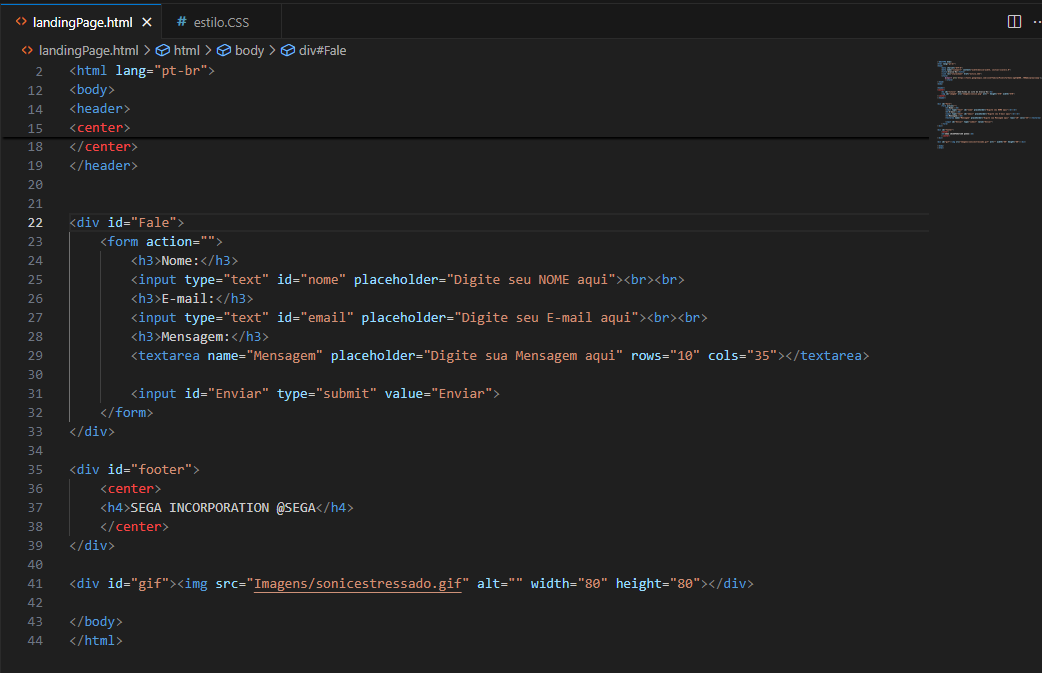 landingPage.html
# estilo.CSS
landingPage.html > html > body > div#Fale
2 <html lang="pt-br">
12 <body>
14 <header>
15 <center>
18 </center>
19 </header>
20
21
22 <div id="Fale">
23 <form action="">
24 <h3>Nome:</h3>
25 <input type="text" id="nome" placeholder="Digite seu NOME aqui"><br><br>
26 <h3>E-mail:</h3>
27 <input type="text" id="email" placeholder="Digite seu E-mail aqui"><br><br>
28 <h3>Mensagem:</h3>
29 <textarea name="Mensagem" placeholder="Digite sua Mensagem aqui" rows="10" cols="35"></textarea>
30
31 <input id="Enviar" type="submit" value="Enviar">
32 </form>
33 </div>
34
35 <div id="footer">
36 <center>
37 <h4>SEGA INCORPORATION @SEGA</h4>
38 </center>
39 </div>
40
41 <div id="gif"><img src="Imagens/sonicestressado.gif" alt="" width="80" height="80"></div>
42
43 </body>
44 </html>